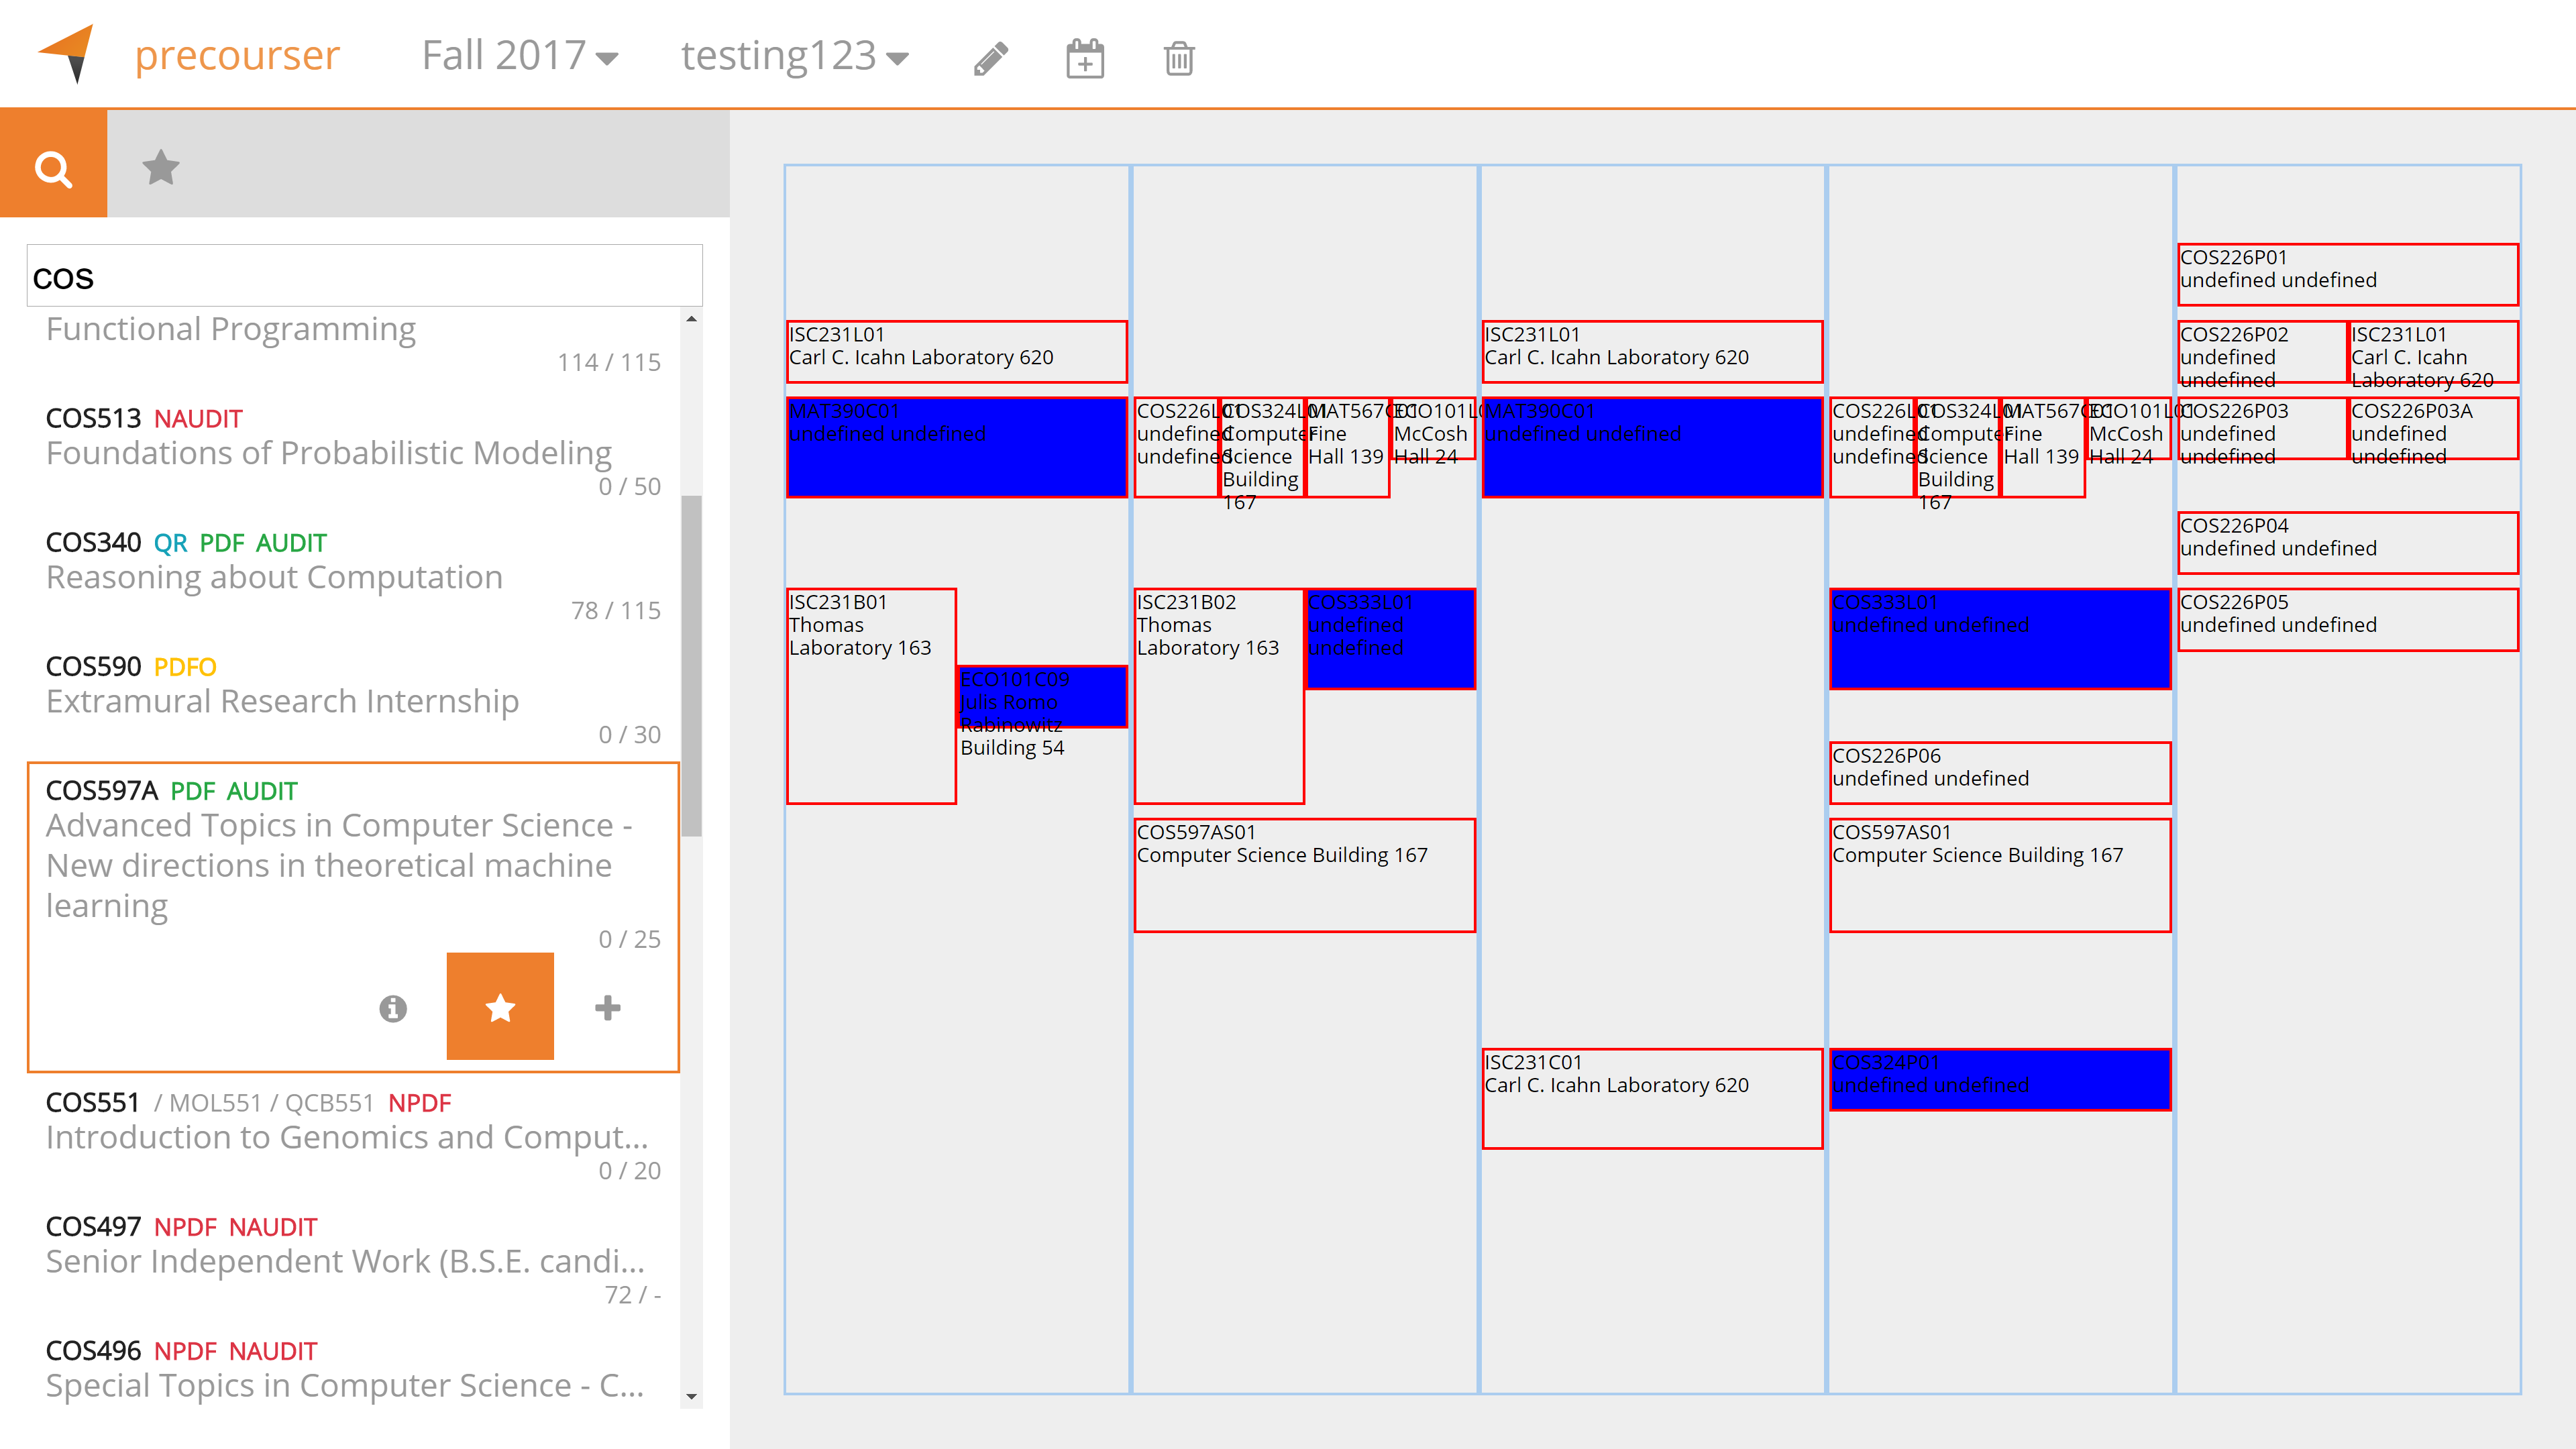 precourser
Fall 2017
testing123
cos
Functional Programming
114 / 115
COS513 NAUDIT
Foundations of Probabilistic Modeling
0 / 50
COS340 QR PDF AUDIT
Reasoning about Computation
78 / 115
COS590 PDFO
Extramural Research Internship
0 / 30
COS597A PDF AUDIT
Advanced Topics in Computer Science -
New directions in theoretical machine
learning
0 / 25
COS551 / MOL551 / QCB551 NPDF
Introduction to Genomics and Comput...
0 / 20
COS497 NPDF NAUDIT
Senior Independent Work (B.S.E. candi...
72 / -
COS496 NPDF NAUDIT
Special Topics in Computer Science - C...
ISC231L01
Carl C. Icahn Laboratory 620
MAT390C01
undefined undefined
ISC231B01
Thomas
Laboratory 163
ECO101C09
Julis Romo
Rabinowitz
Building 54
COS226L01
undefined
undefined
COS324L01
Computer
Science
Building
167
MAT567C01
Fine
Hall 139
ECO101L01
McCosh
Hall 24
ISC231B02
Thomas
Laboratory 163
COS333L01
undefined
undefined
COS597AS01
Computer Science Building 167
ISC231L01
Carl C. Icahn Laboratory 620
MAT390C01
undefined undefined
ISC231C01
Carl C. Icahn Laboratory 620
COS226L01
undefined
undefined
COS324L01
Computer
Science
Building
167
MAT567C01
Fine
Hall 139
ECO101L01
McCosh
Hall 24
COS333L01
undefined undefined
COS226P06
undefined undefined
COS597AS01
Computer Science Building 167
COS324P01
undefined undefined
COS226P01
undefined undefined
COS226P02
undefined
undefined
ISC231L01
Carl C. Icahn
Laboratory 620
COS226P03
undefined
undefined
COS226P03A
undefined
undefined
COS226P04
undefined undefined
COS226P05
undefined undefined